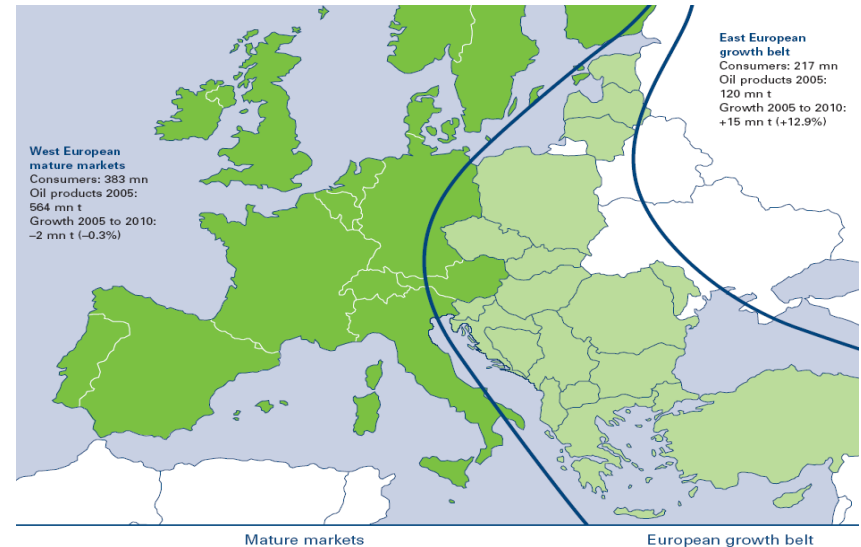 West European
mature markets
Consumers: 383 mn
Oil products 2005:
564 mn t
Growth 2005 to 2010:
–2 mn t (–0.3%)
East European
growth belt
Consumers: 217 mn
Oil products 2005:
120 mn t
Growth 2005 to 2010:
+15 mn t (+12.9%)
Mature markets
European growth belt